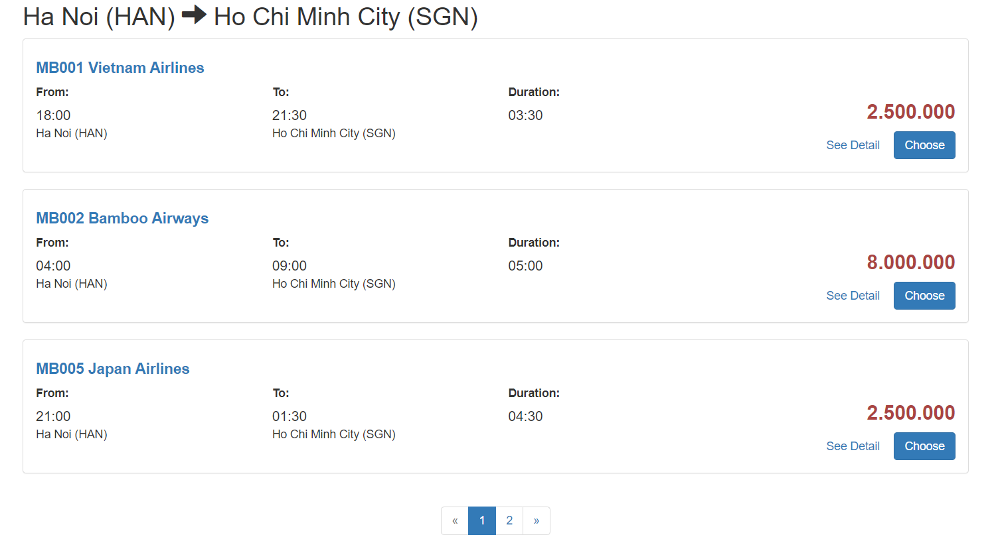 Ha Noi (HAN) ➡ Ho Chi Minh City (SGN)
MB001 Vietnam Airlines
From: To: Duration:
18:00 21:30 03:30
2.500.000
Ha Noi (HAN) Ho Chi Minh City (SGN)
See Detail Choose
MB002 Bamboo Airways
From: To: Duration:
04:00 09:00 05:00
8.000.000
Ha Noi (HAN) Ho Chi Minh City (SGN)
See Detail Choose
MB005 Japan Airlines
From: To: Duration:
21:00 01:30 04:30
2.500.000
Ha Noi (HAN) Ho Chi Minh City (SGN)
See Detail Choose
« 1 2 »